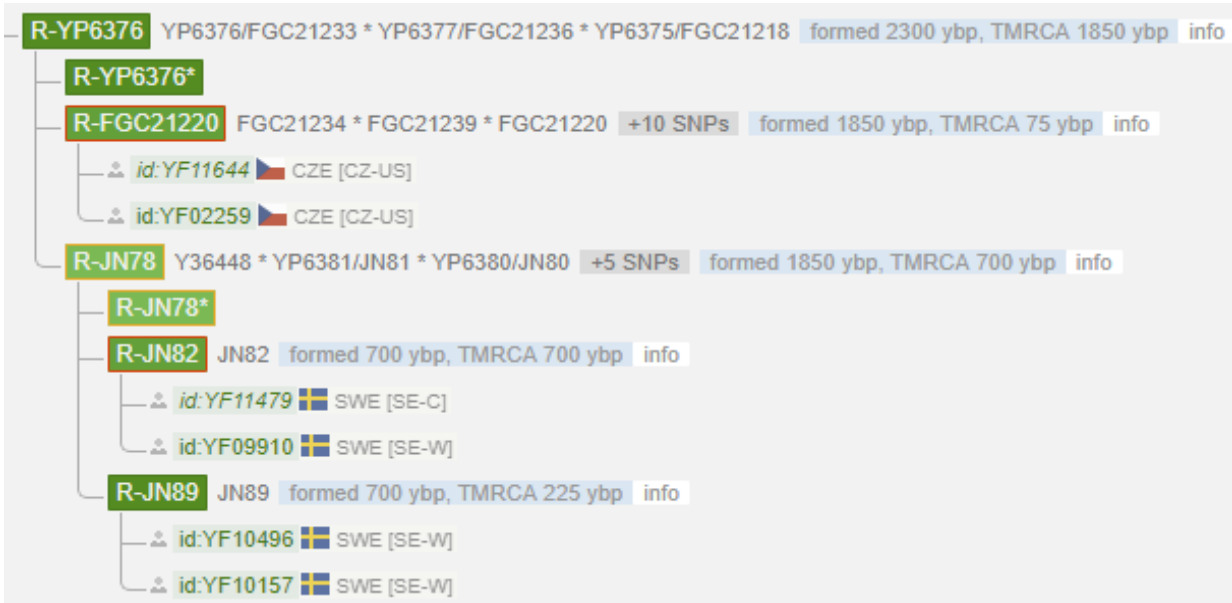 R-YP6376 YP6376/FGC21233 * YP6377/FGC21236 * YP6375/FGC21218 formed 2300 ybp, TMRCA 1850 ybp info
R-YP6376*
R-FGC21220 FGC21234 * FGC21239 * FGC21220 +10 SNPs formed 1850 ybp, TMRCA 75 ybp info
id:YF11644 CZE [CZ-US]
id:YF02259 CZE [CZ-US]
R-JN78 Y36448 * YP6381/JN81 * YP6380/JN80 +5 SNPs formed 1850 ybp, TMRCA 700 ybp info
R-JN78*
R-JN82 JN82 formed 700 ybp, TMRCA 700 ybp info
id:YF11479 SWE [SE-C]
id:YF09910 SWE [SE-W]
R-JN89 JN89 formed 700 ybp, TMRCA 225 ybp info
id:YF10496 SWE [SE-W]
id:YF10157 SWE [SE-W]